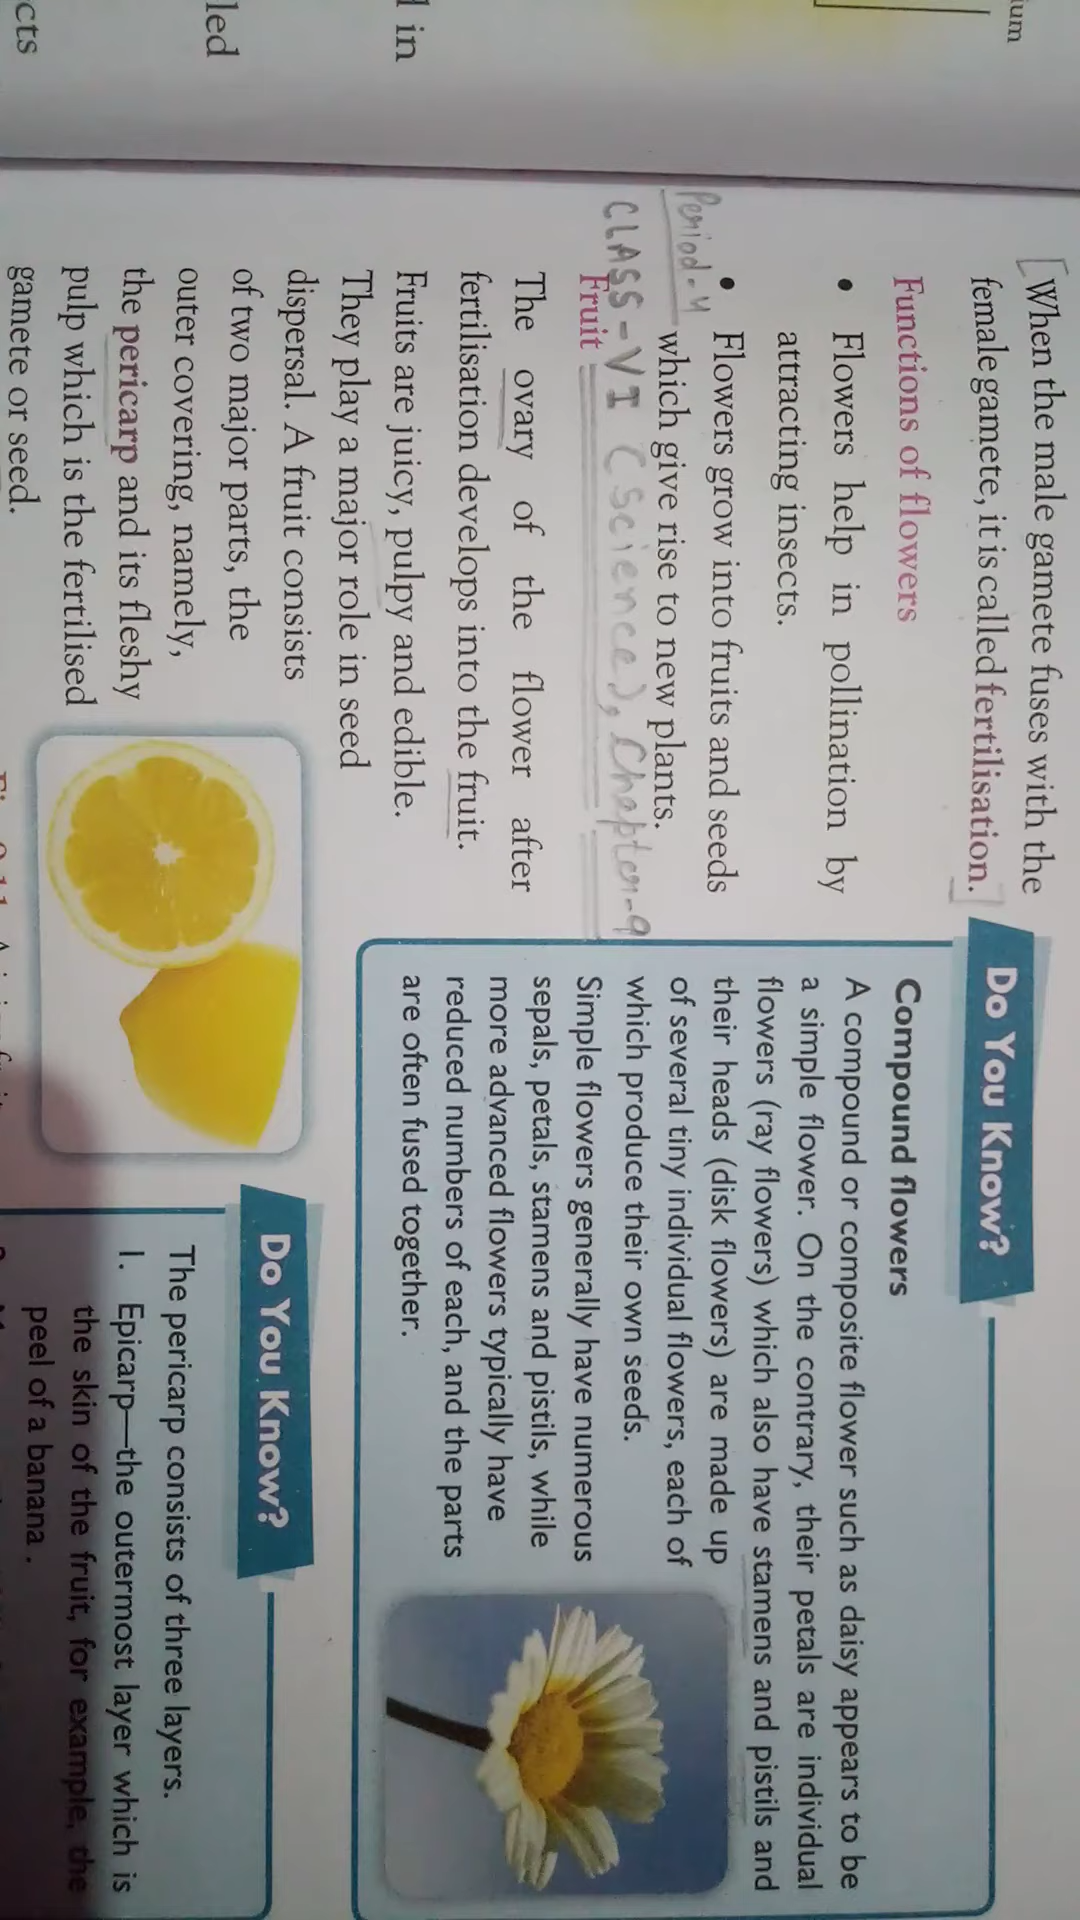 ium
l in
led
cts
[When the male gamete fuses with the
female gamete, it is called fertilisation.]
Functions of flowers
• Flowers help in pollination by
attracting insects.
• Flowers grow into fruits and seeds
which give rise to new plants.
Period-4
CLASS-VI (Science), Chapter-9
Fruit
The ovary of the flower after
fertilisation develops into the fruit.
Fruits are juicy, pulpy and edible.
They play a major role in seed
dispersal. A fruit consists
of two major parts, the
outer covering, namely,
the pericarp and its fleshy
pulp which is the fertilised
gamete or seed.
Do You Know?
Compound flowers
A compound or composite flower such as daisy appears to be
a simple flower. On the contrary, their petals are individual
flowers (ray flowers) which also have stamens and pistils and
their heads (disk flowers) are made up
of several tiny individual flowers, each of
which produce their own seeds.
Simple flowers generally have numerous
sepals, petals, stamens and pistils, while
more advanced flowers typically have
reduced numbers of each, and the parts
are often fused together.
Do You Know?
The pericarp consists of three layers.
1. Epicarp—the outermost layer which is
the skin of the fruit, for example, the
peel of a banana.